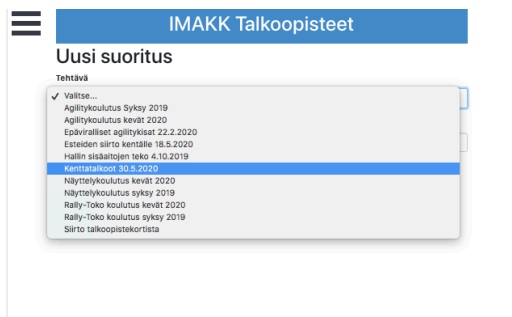 IMAKK Talkoopisteet
Uusi suoritus
Tehtävä
✓ Valitse...
Agilitykoulutus Syksy 2019
Agilitykoulutus kevät 2020
Epäviralliset agilitykisat 22.2.2020
Esteiden siirto kentälle 18.5.2020
Hallin sisäaitojen teko 4.10.2019
Kenttätalkoot 30.5.2020
Näyttelykoulutus kevät 2020
Näyttelykoulutus syksy 2019
Rally-Toko koulutus kevät 2020
Rally-Toko koulutus syksy 2019
Siirto talkoopistekortista